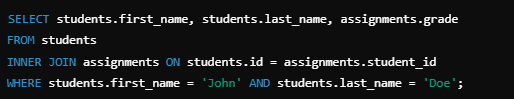 SELECT students.first_name, students.last_name, assignments.grade
FROM students
INNER JOIN assignments ON students.id = assignments.student_id
WHERE students.first_name = 'John' AND students.last_name = 'Doe';